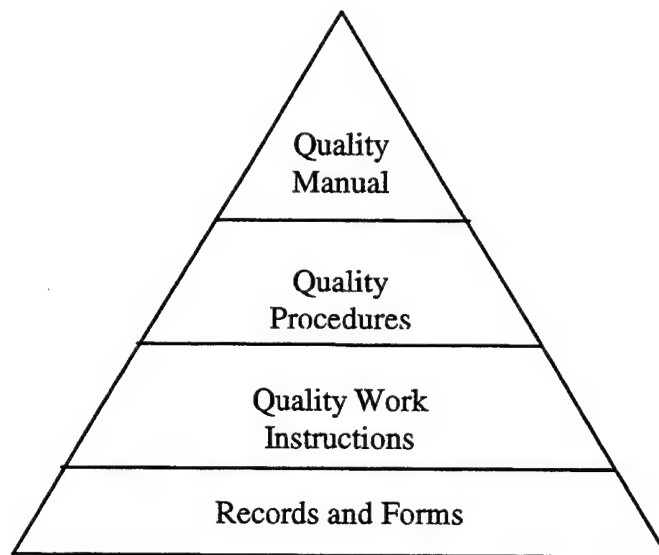 Quality
Manual
Quality
Procedures
Quality Work
Instructions
Records and Forms